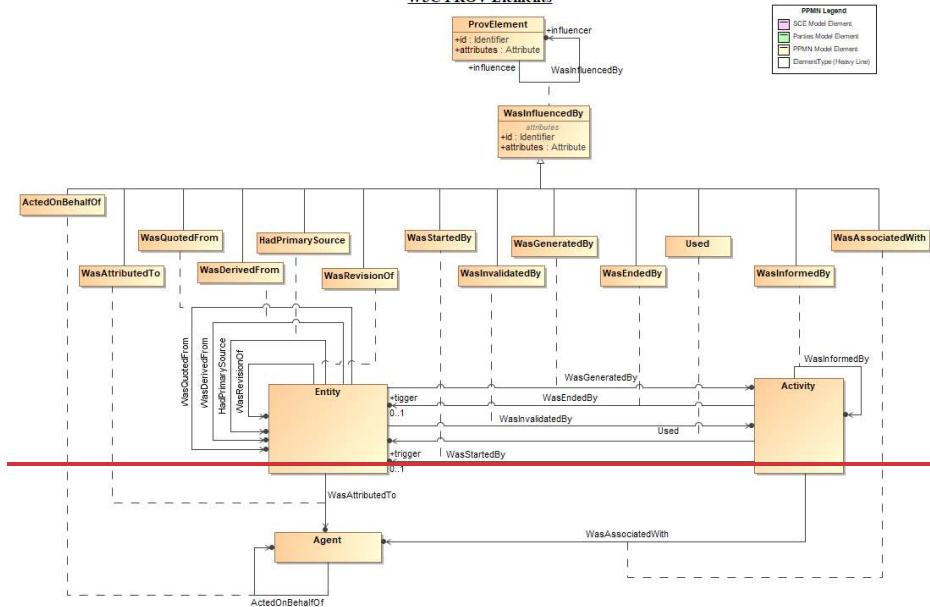 W3C PROV Elements
PPMN Legend
SCE Model Element
Parties Model Element
PPMN Model Element
ElementType (Heavy Line)
ProvElement
+id : Identifier
+attributes : Attribute
+influencer
+influencee
WasInfluencedBy
WasInfluencedBy
attributes
+id : Identifier
+attributes : Attribute
ActedOnBehalfOf
WasAttributedTo
WasQuotedFrom
WasDerivedFrom
HadPrimarySource
WasRevisionOf
WasStartedBy
WasInvalidatedBy
WasGeneratedBy
WasEndedBy
Used
WasInformedBy
WasAssociatedWith
WasQuotedFrom
WasDerivedFrom
HadPrimarySource
WasRevisionOf
WasInformedBy
Entity
Activity
WasGeneratedBy
+tigger
0..1
WasEndedBy
WasInvalidatedBy
Used
+trigger
0..1
WasStartedBy
WasAttributedTo
Agent
WasAssociatedWith
ActedOnBehalfOf